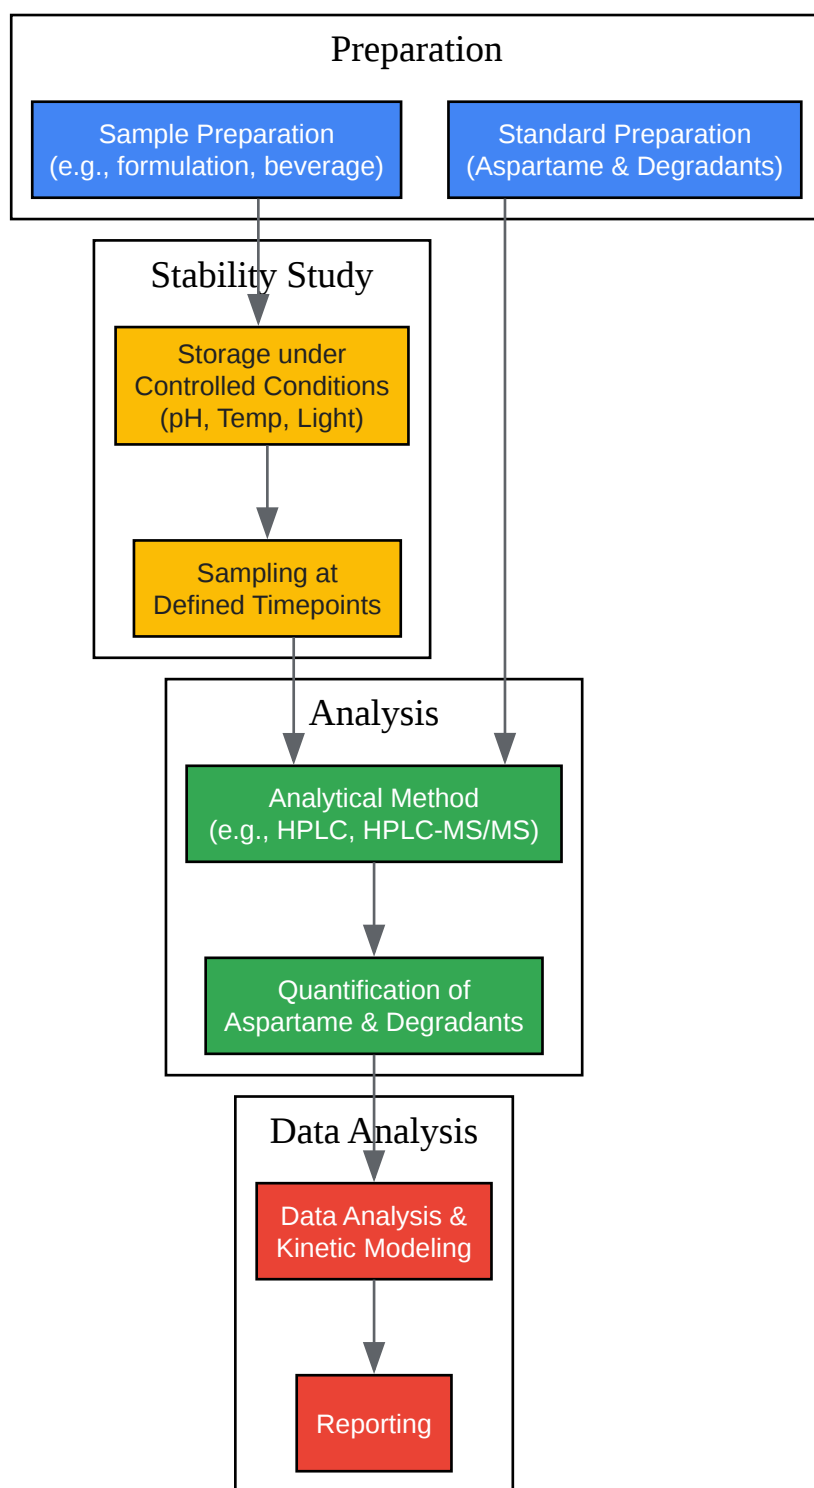 Preparation
Sample Preparation
(e.g., formulation, beverage)
Standard Preparation
(Aspartame & Degradants)
Stability Study
Storage under
Controlled Conditions
(pH, Temp, Light)
Sampling at
Defined Timepoints
Analysis
Analytical Method
(e.g., HPLC, HPLC-MS/MS)
Quantification of
Aspartame & Degradants
Data Analysis
Data Analysis &
Kinetic Modeling
Reporting